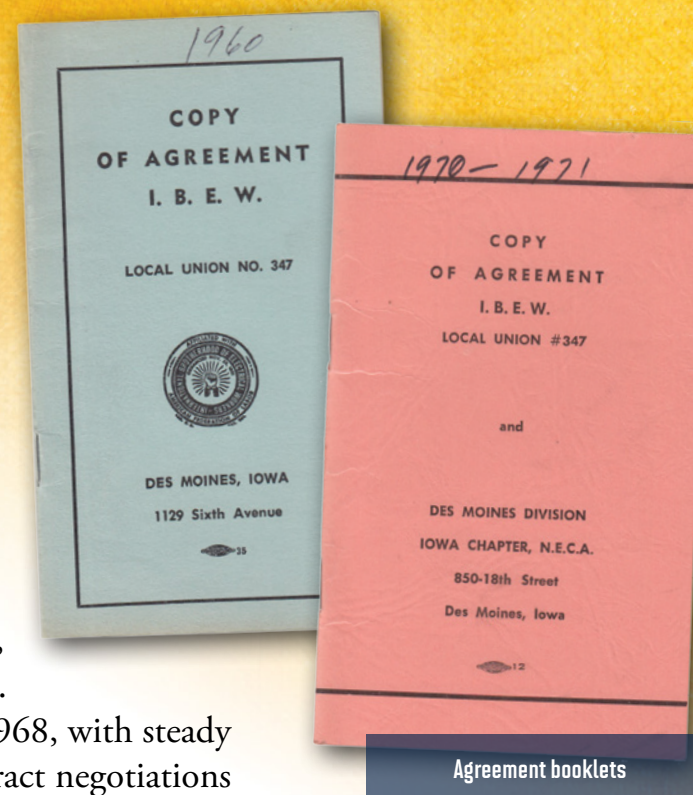 1960
COPY
OF AGREEMENT
I. B. E. W.
LOCAL UNION NO. 347
AFFILIATED WITH
DES MOINES, IOWA
1129 Sixth Avenue
35
1970 - 1971
COPY
OF AGREEMENT
I. B. E. W.
LOCAL UNION #347
and
DES MOINES DIVISION
IOWA CHAPTER, N.E.C.A.
850-18th Street
Des Moines, Iowa
12
968, with steady
ract negotiations
Agreement booklets